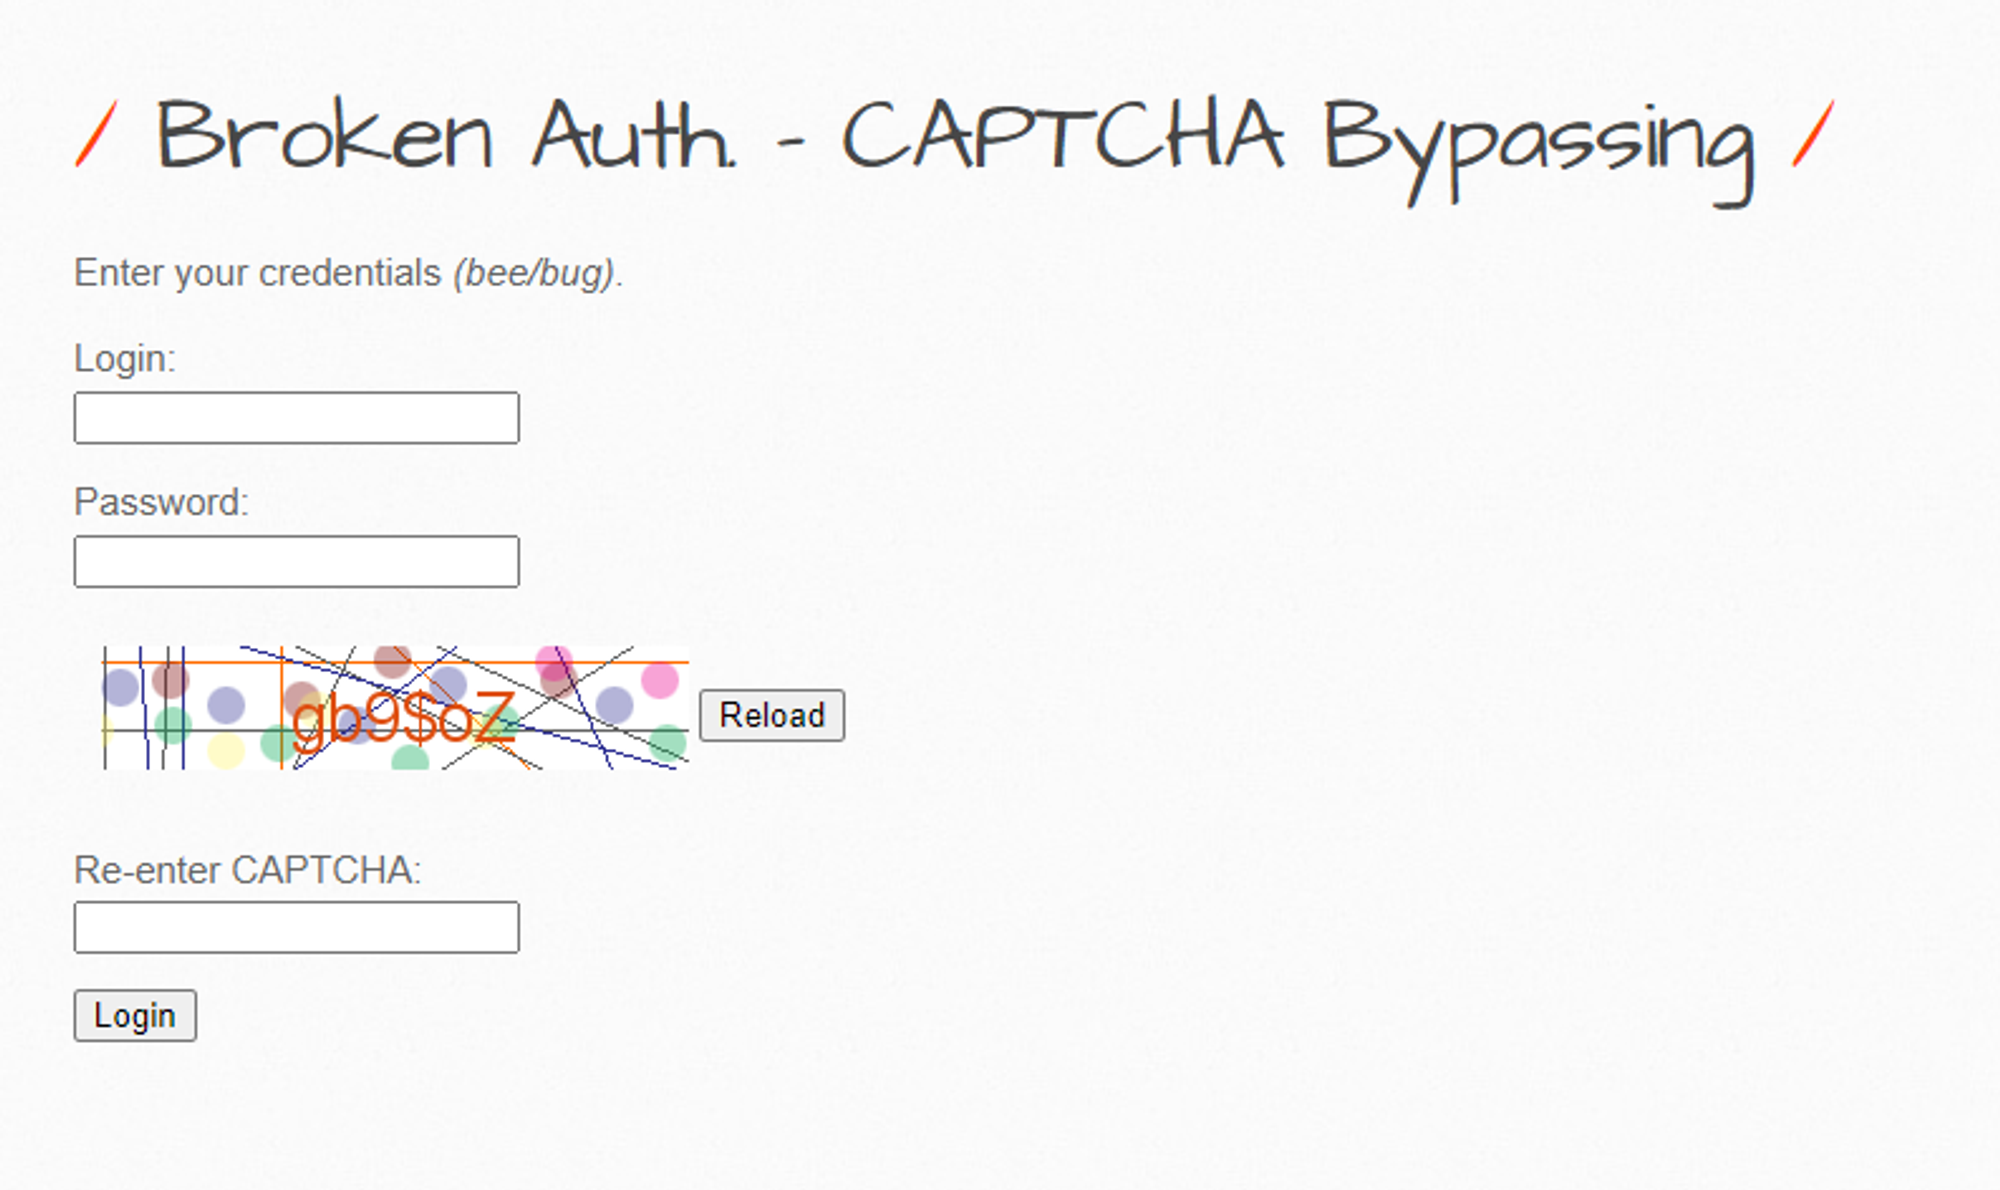 / Broken Auth. - CAPTCHA Bypassing /
Enter your credentials (bee/bug).
Login:
Password:
gb9$oZ
Reload
Re-enter CAPTCHA:
Login